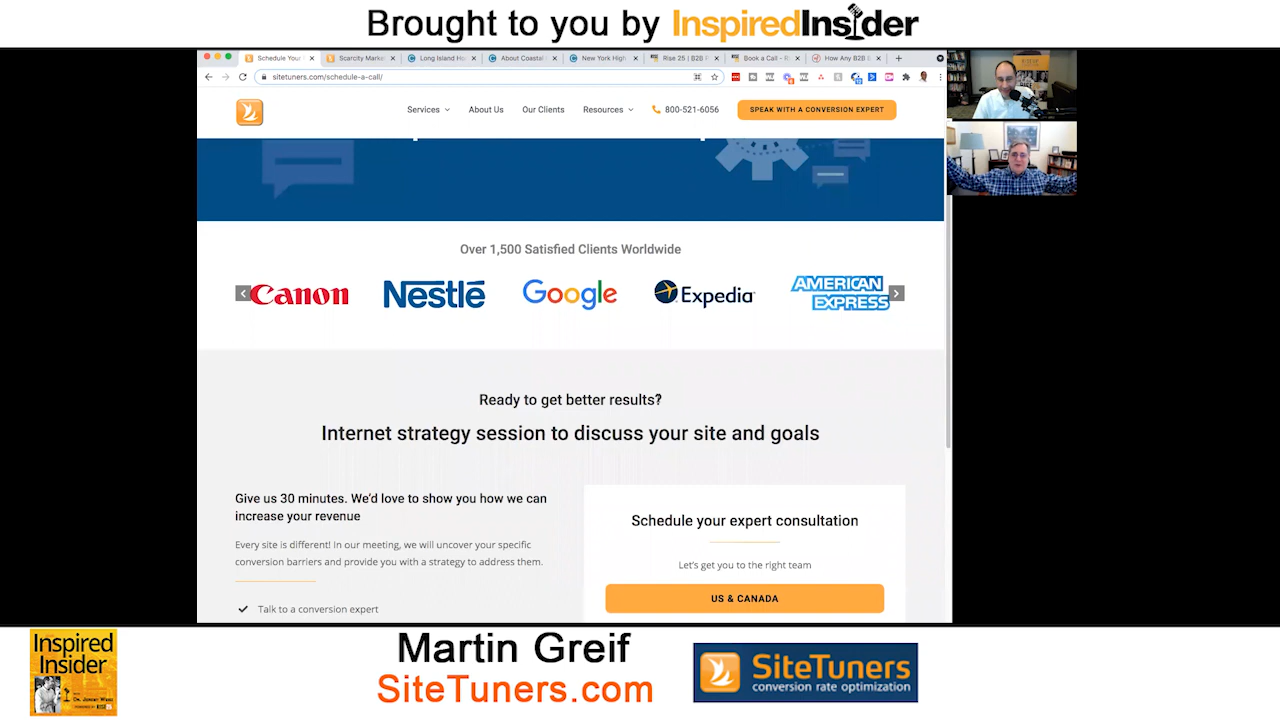 Brought to you by InspiredInsider
Schedule Your
Scarcity Market
Long Island Ho
About Coastal
New York High
Rise 25 | B2B R
Book a Call - R
How Any B2B B
sitetuners.com/schedule-a-call/
Services
About Us
Our Clients
Resources
800-521-6056
SPEAK WITH A CONVERSION EXPERT
Over 1,500 Satisfied Clients Worldwide
Canon
Nestlé
Google
Expedia
AMERICAN
EXPRESS
Ready to get better results?
Internet strategy session to discuss your site and goals
Give us 30 minutes. We'd love to show you how we can
increase your revenue
Every site is different! In our meeting, we will uncover your specific
conversion barriers and provide you with a strategy to address them.
Talk to a conversion expert
Schedule your expert consultation
Let's get you to the right team
US & CANADA
Inspired
Insider
Martin Greif
SiteTuners.com
SiteTuners
conversion rate optimization